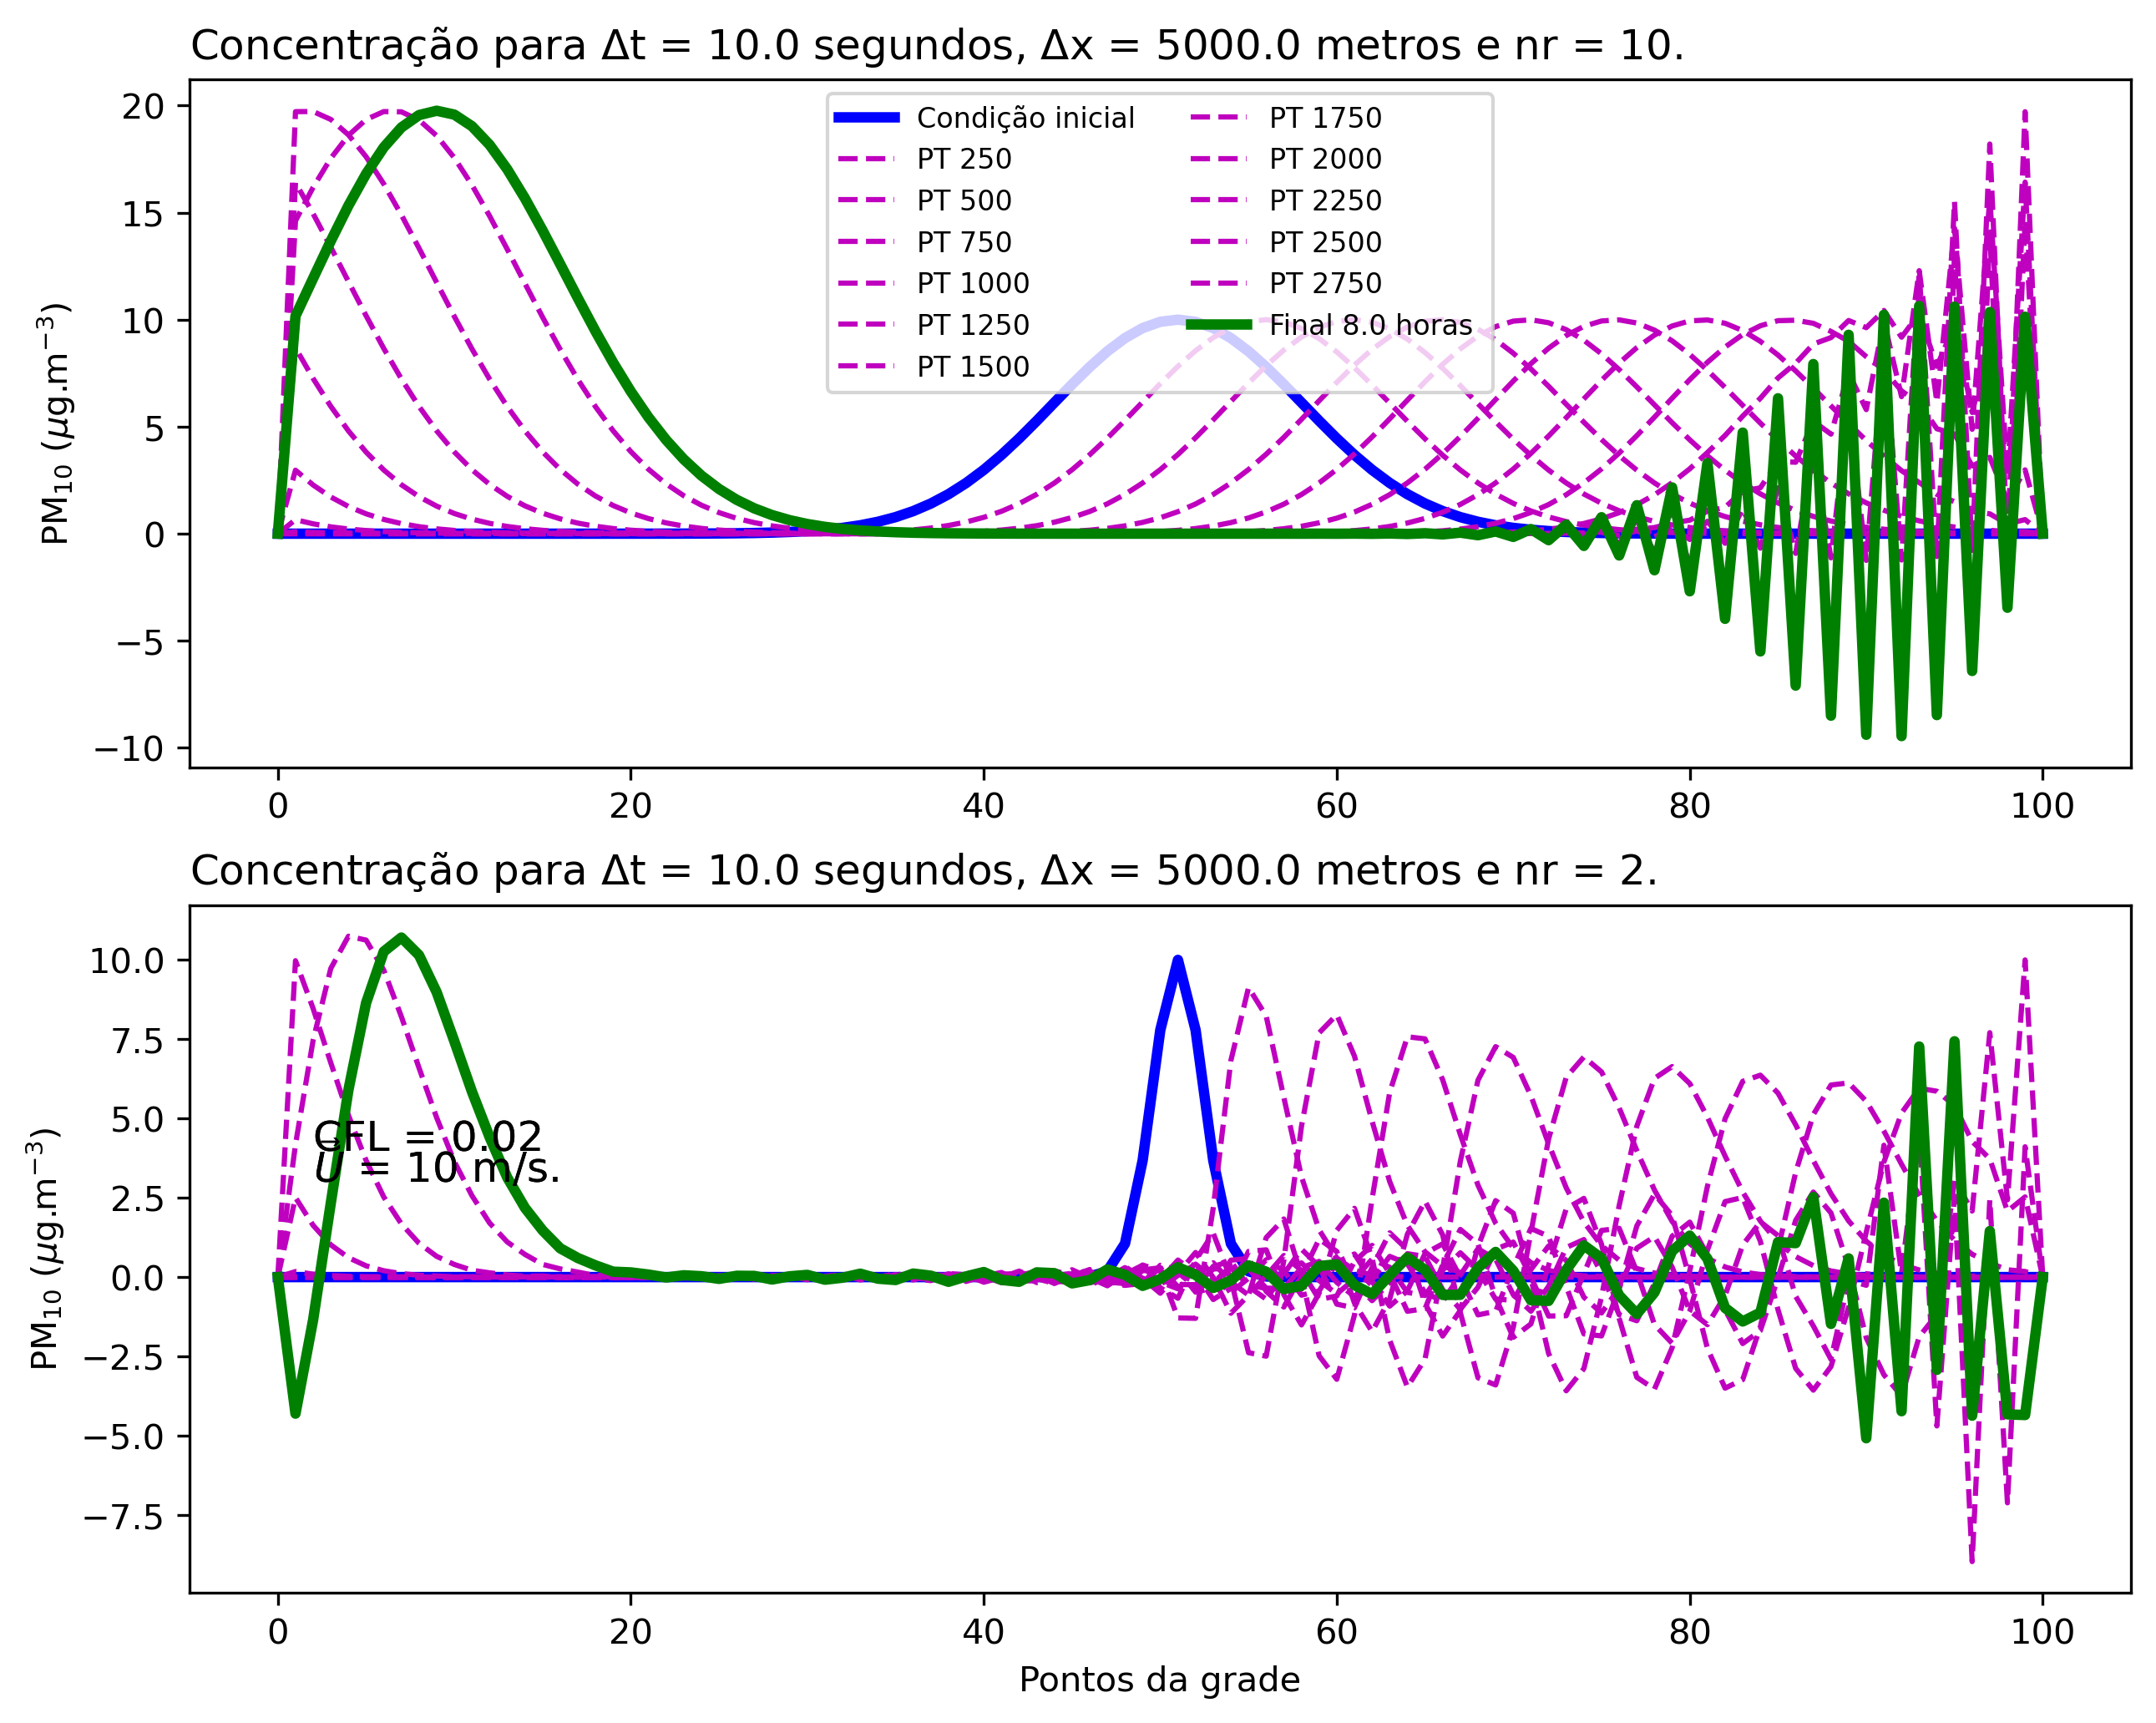 Concentração para Δt = 10.0 segundos, Δx = 5000.0 metros e nr = 10.
PM₁₀ (μg.m⁻³)
20
15
10
5
0
−5
−10
Condição inicial
PT 250
PT 500
PT 750
PT 1000
PT 1250
PT 1500
PT 1750
PT 2000
PT 2250
PT 2500
PT 2750
Final 8.0 horas
0 20 40 60 80 100
Concentração para Δt = 10.0 segundos, Δx = 5000.0 metros e nr = 2.
PM₁₀ (μg.m⁻³)
10.0
7.5
5.0
2.5
0.0
−2.5
−5.0
−7.5
CFL = 0.02
U⃗ = 10 m/s.
0 20 40 60 80 100
Pontos da grade